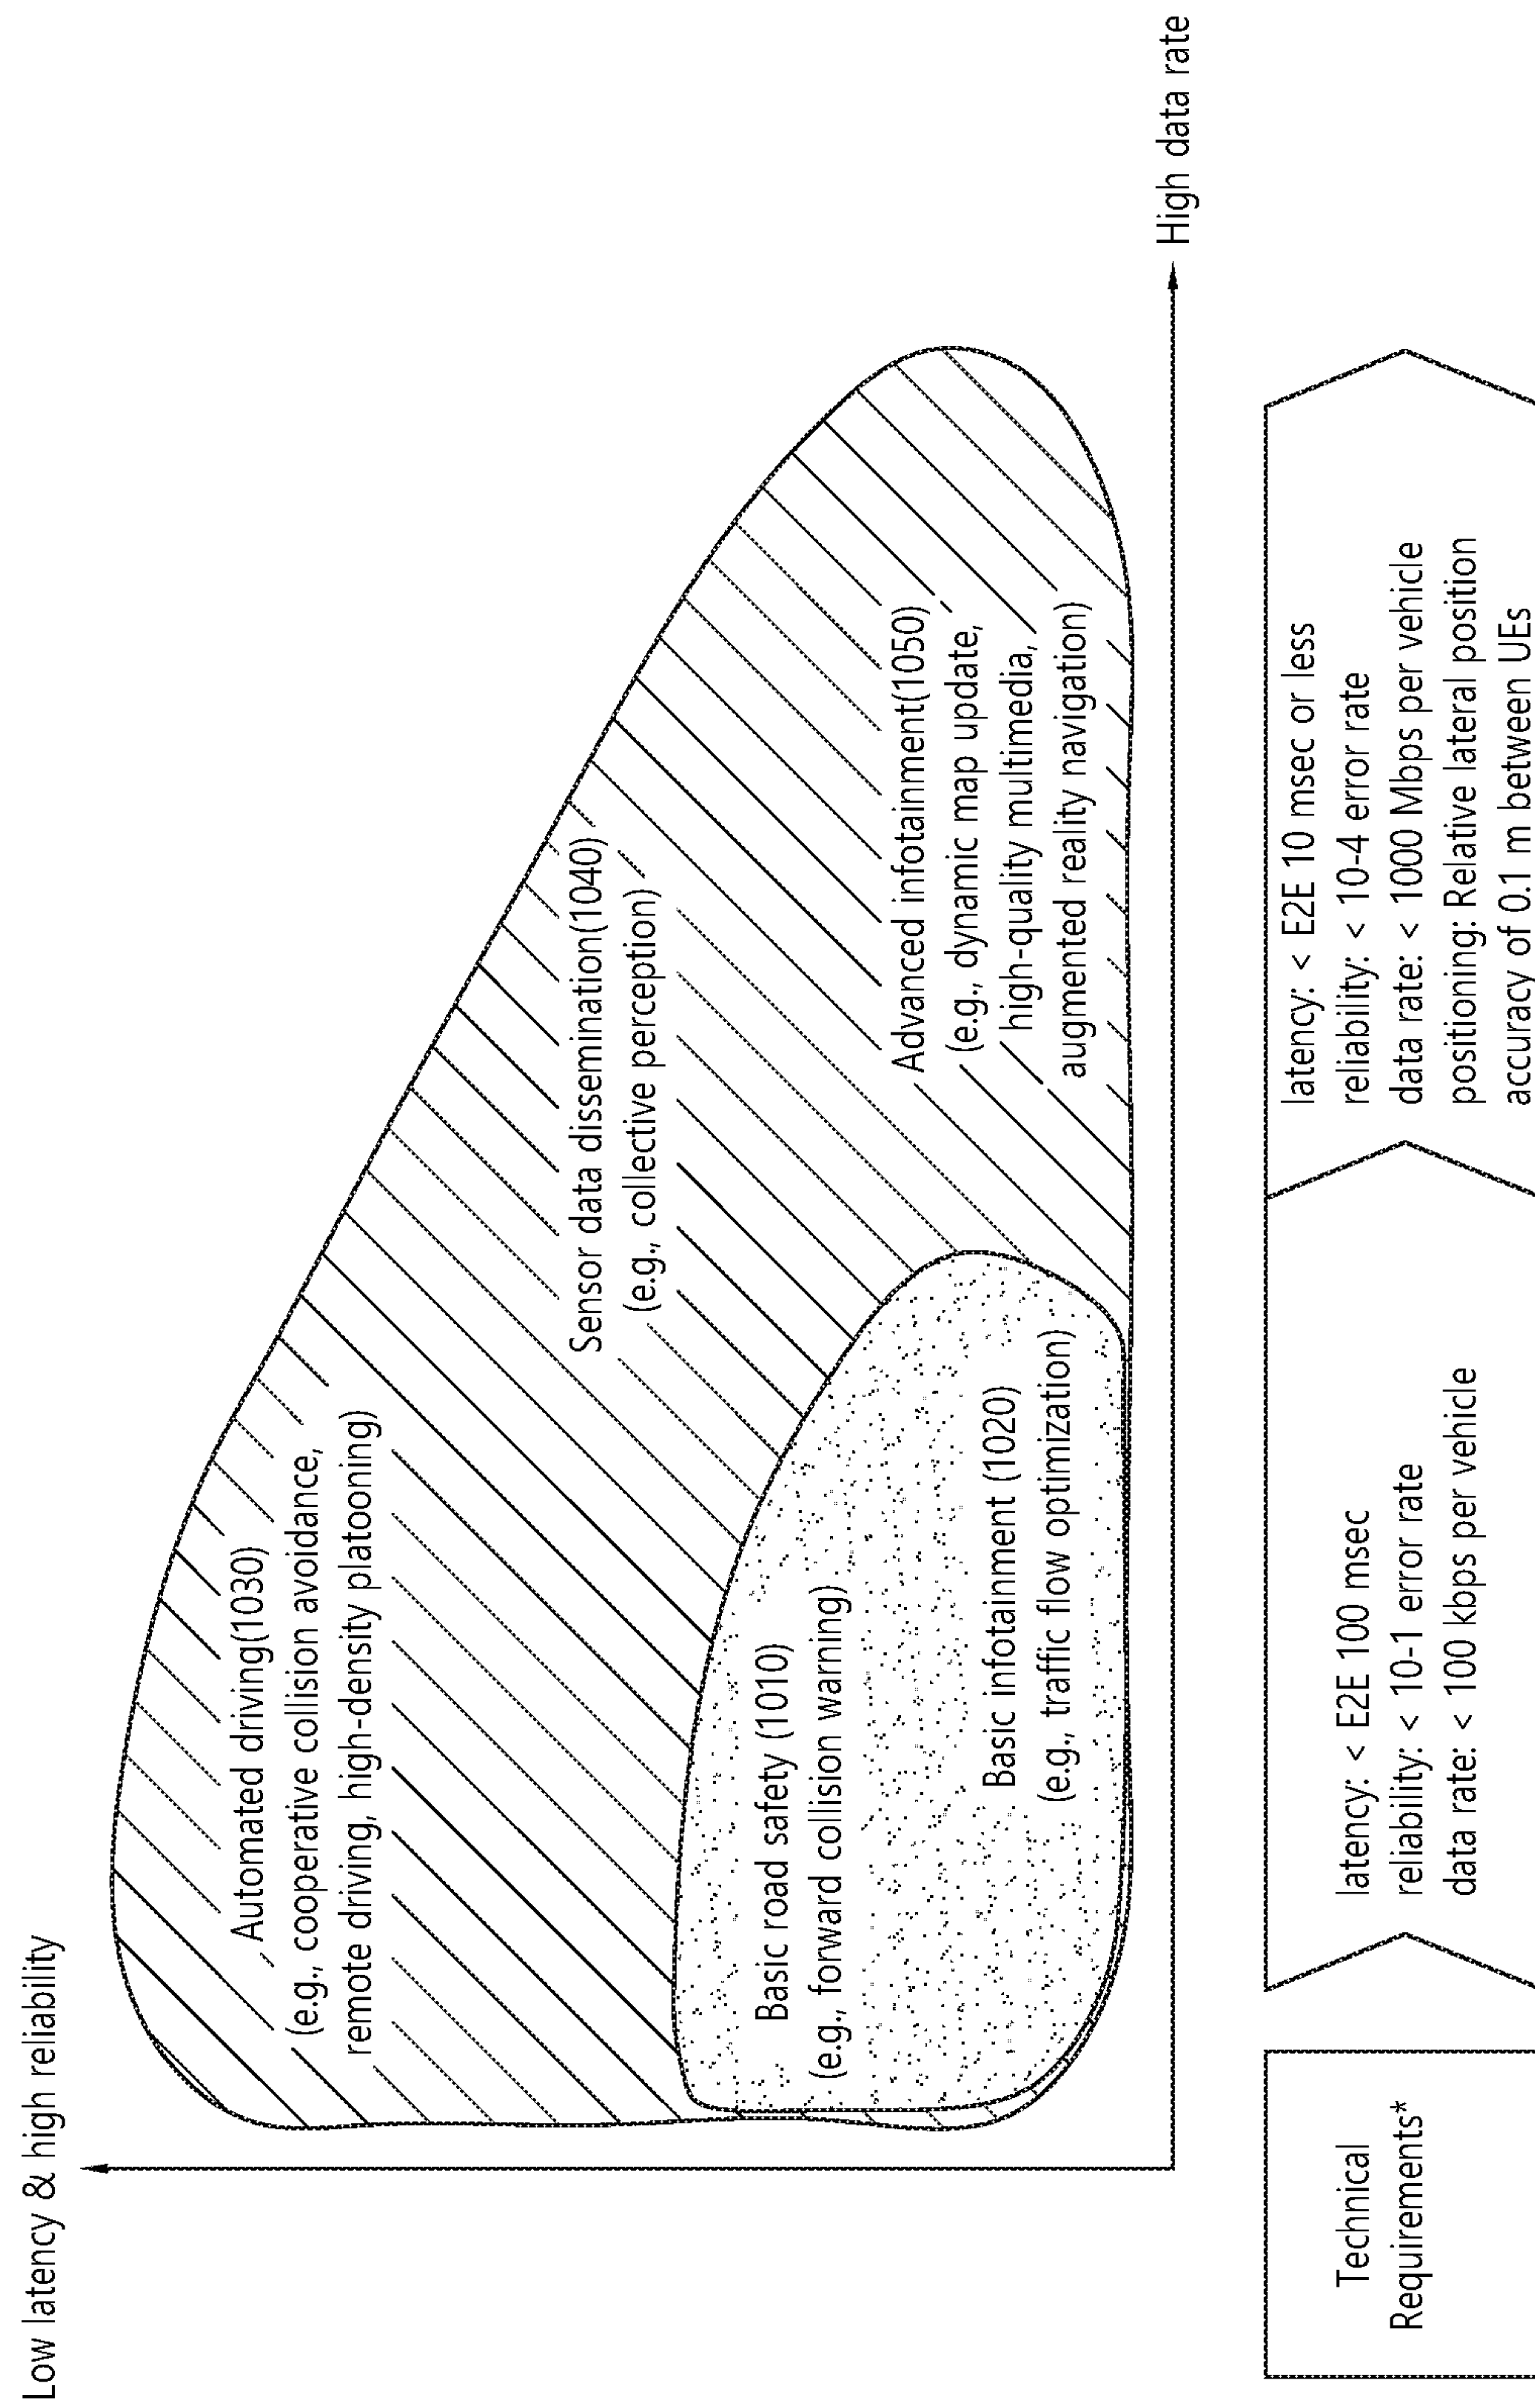 Low latency & high reliability
Automated driving(1030)
(e.g., cooperative collision avoidance,
remote driving, high-density platooning)
Sensor data dissemination(1040)
(e.g., collective perception)
Basic road safety (1010)
(e.g., forward collision warning)
Advanced infotainment(1050)
(e.g., dynamic map update,
high-quality multimedia,
augmented reality navigation)
Basic infotainment (1020)
(e.g., traffic flow optimization)
High data rate
Technical
Requirements*
latency: < E2E 100 msec
reliability: < 10-1 error rate
data rate: < 100 kbps per vehicle
latency: < E2E 10 msec or less
reliability: < 10-4 error rate
data rate: < 1000 Mbps per vehicle
positioning: Relative lateral position
accuracy of 0.1 m between UEs